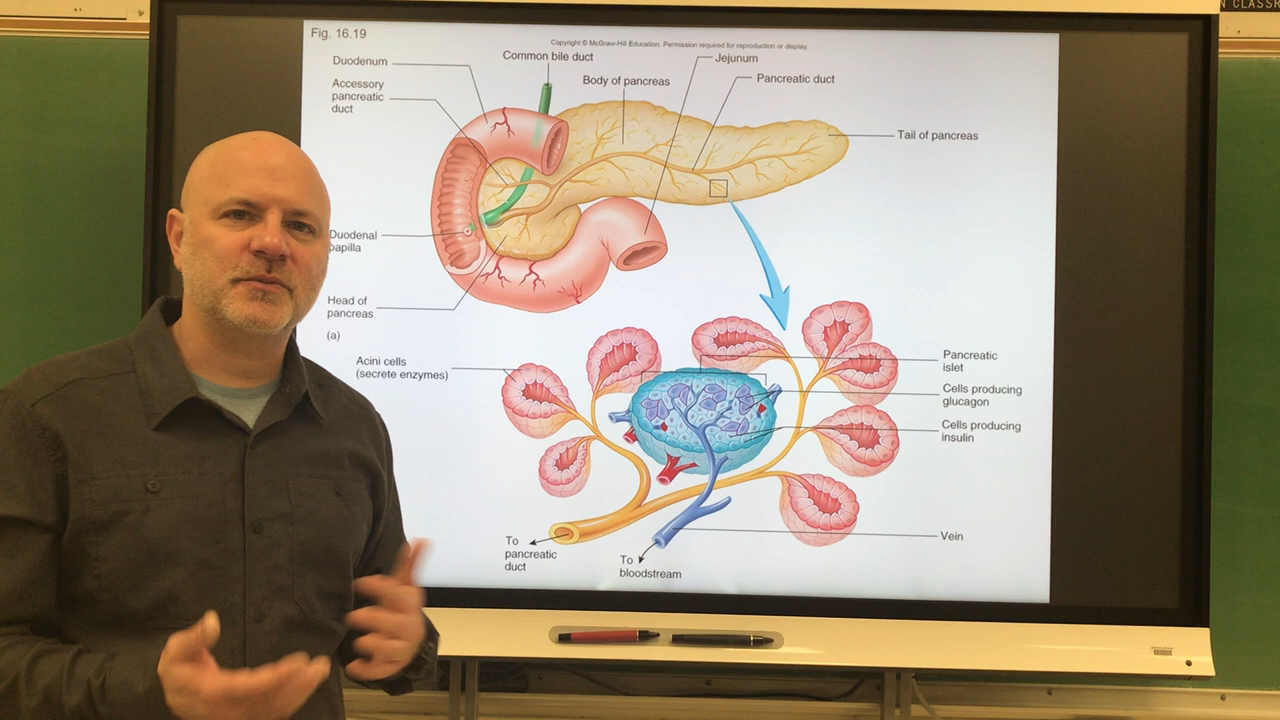 N CLASSR
Fig. 16.19
Copyright © McGraw-Hill Education. Permission required for reproduction or display.
Duodenum
Common bile duct
Jejunum
Accessory
pancreatic
duct
Body of pancreas
Pancreatic duct
Tail of pancreas
Duodenal
papilla
Head of
pancreas
(a)
Acini cells
(secrete enzymes)
Pancreatic
islet
Cells producing
glucagon
Cells producing
insulin
Vein
To
pancreatic
duct
To
bloodstream